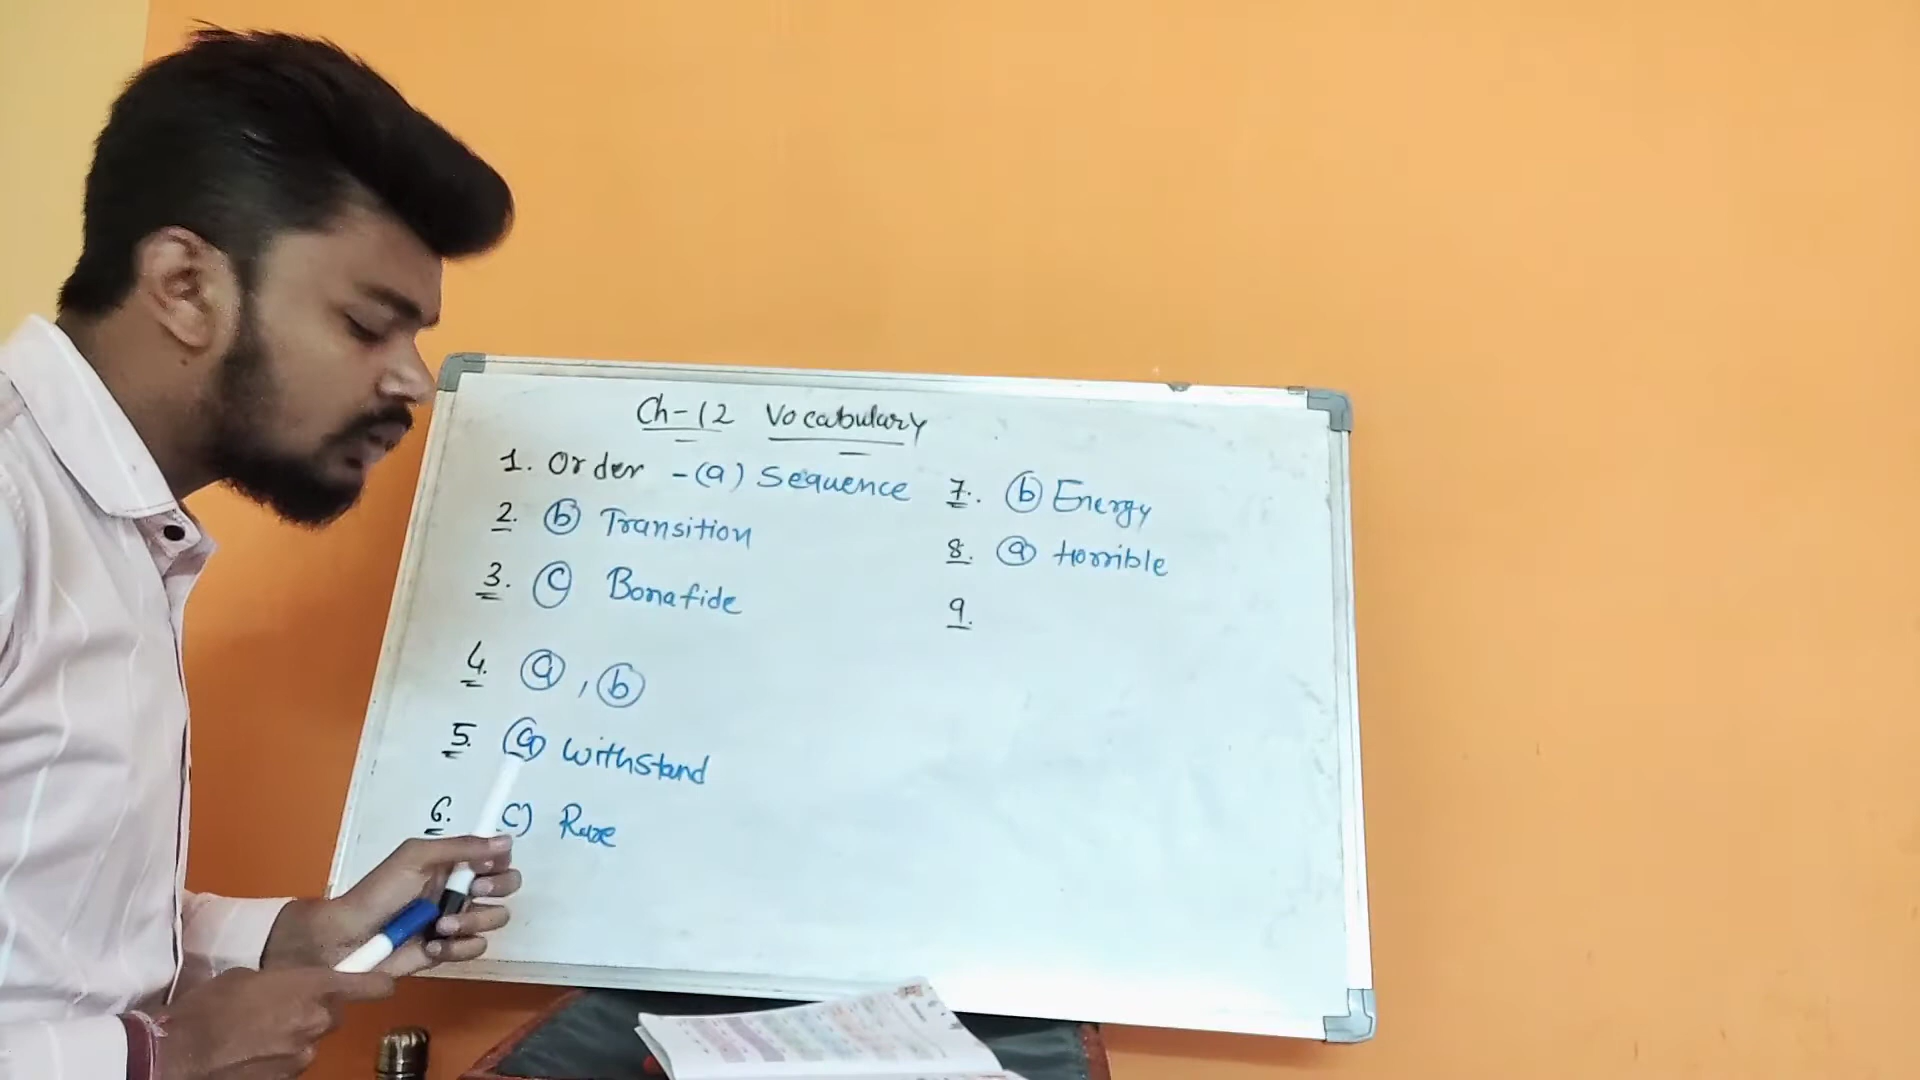 Ch-12 Vocabulary
1. Order - (a) Sequence
2. (b) Transition
3. (c) Bonafide
4. (a), (b)
5. (a) Withstand
6. C)
7. (b) Energy
8. (a) Horrible
9.